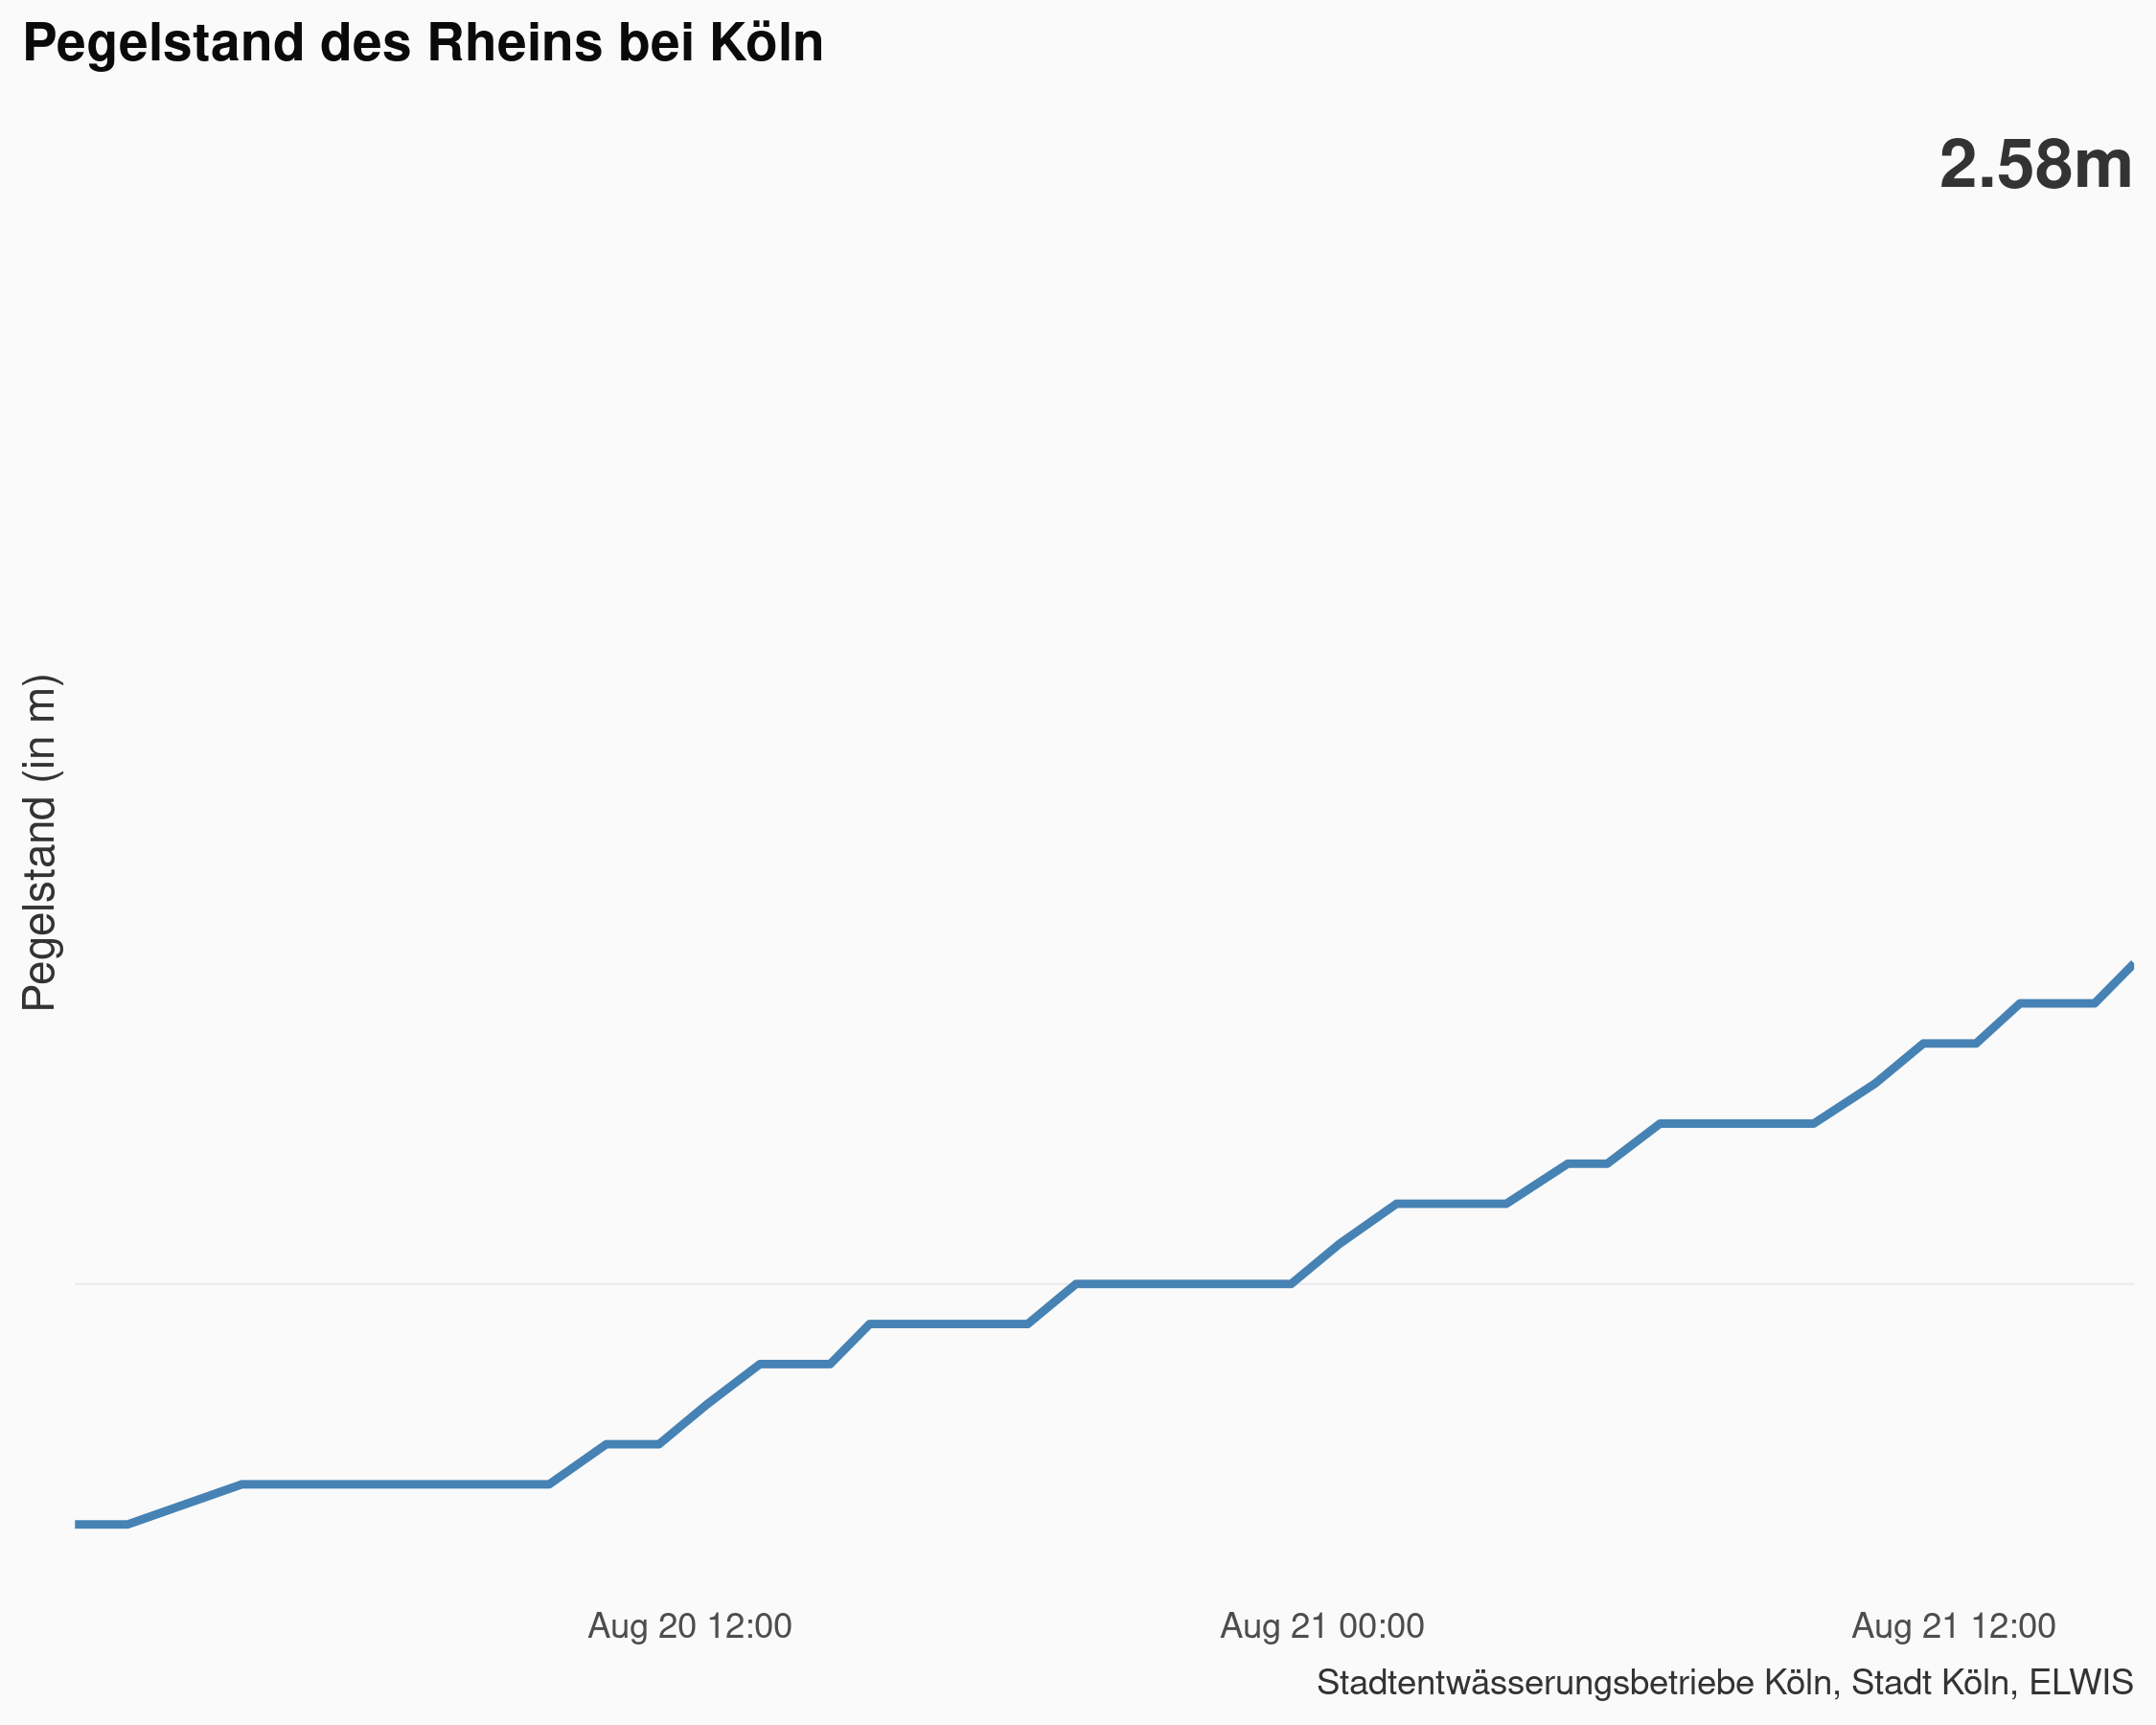 Pegelstand des Rheins bei Köln
2.58m
Pegelstand (in m)
Aug 20 12:00
Aug 21 00:00
Aug 21 12:00
Stadtentwässerungsbetriebe Köln, Stadt Köln, ELWIS